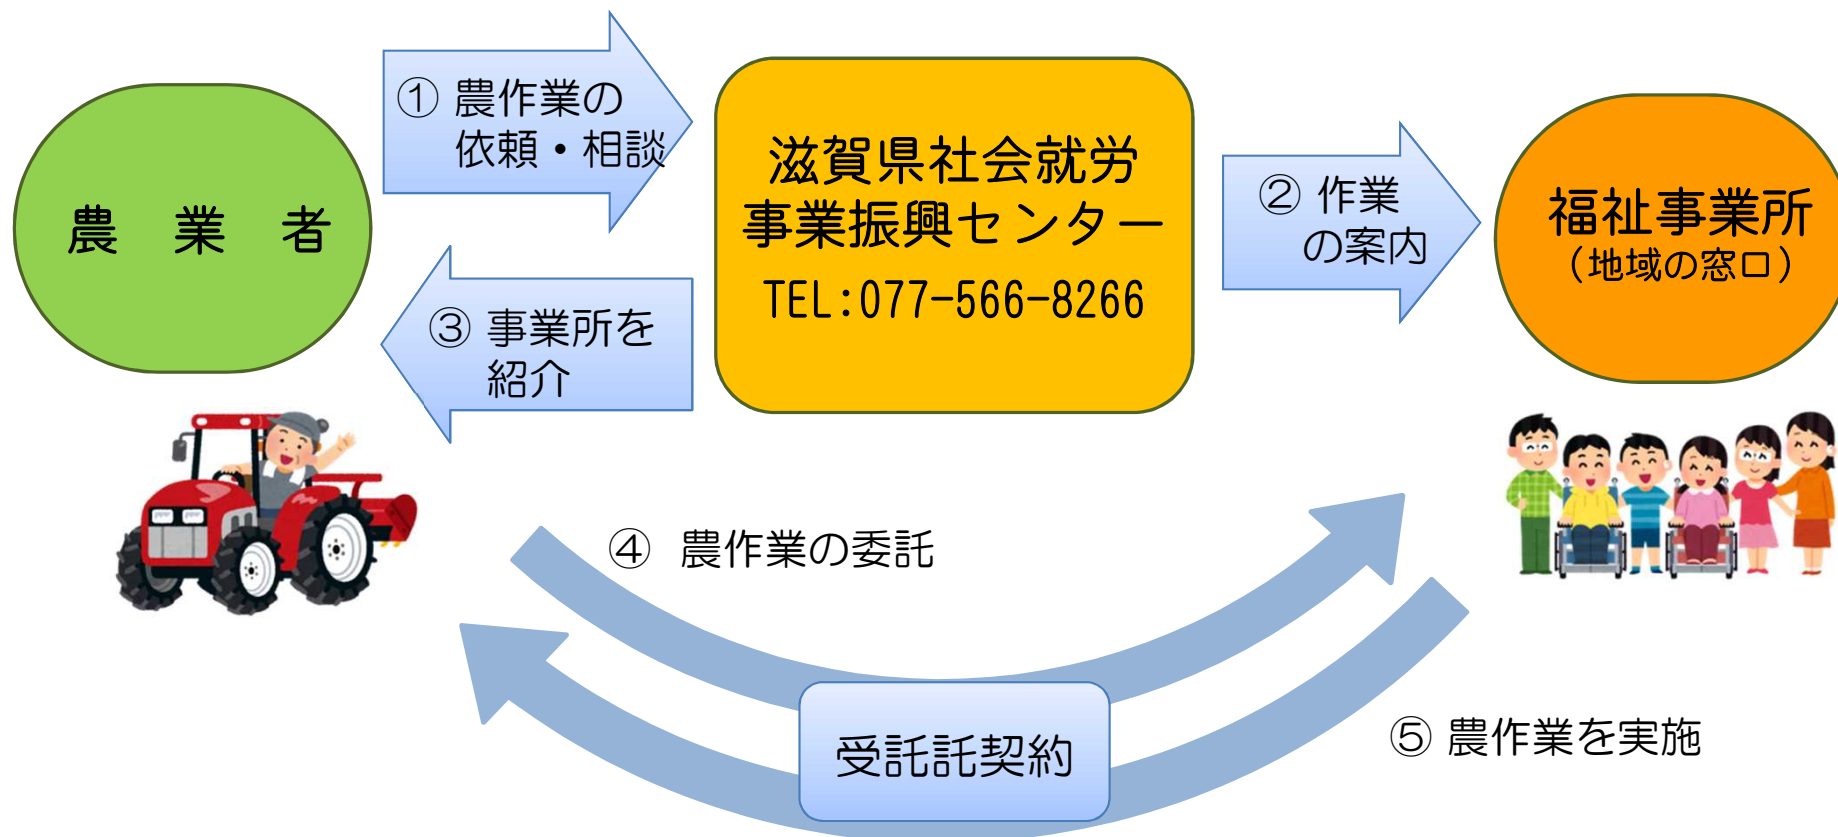 ① 農作業の
依頼・相談
農　業　者
滋賀県社会就労
事業振興センター
TEL:077-566-8266
② 作業
の案内
福祉事業所
（地域の窓口）
③ 事業所を
紹介
④ 農作業の委託
受託託契約
⑤ 農作業を実施